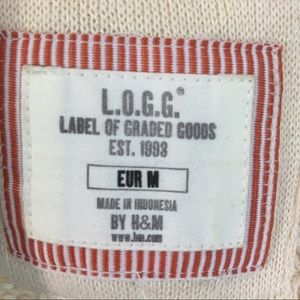 L.O.G.G.®
LABEL OF GRADED GOODS
EST. 1993
EUR M
MADE IN INDONESIA
BY H&M
www.hm.com